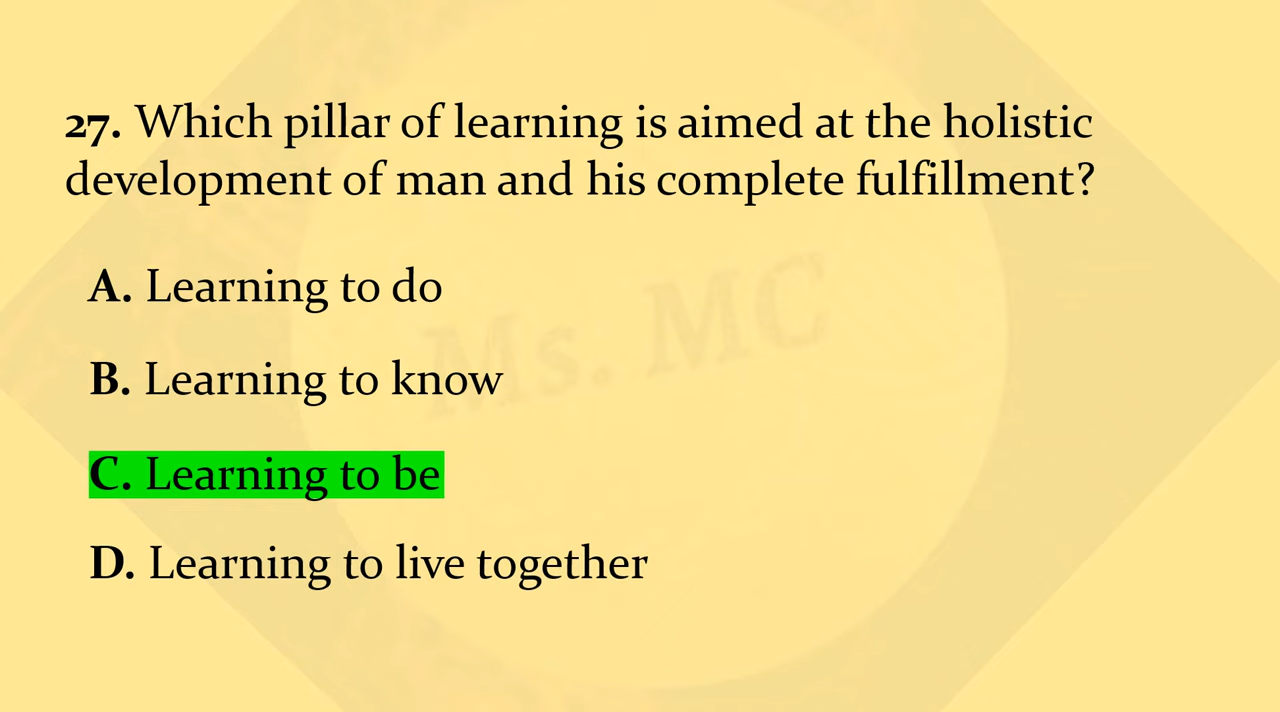 27. Which pillar of learning is aimed at the holistic
development of man and his complete fulfillment?
A. Learning to do
B. Learning to know
Ms. MC
C. Learning to be
D. Learning to live together